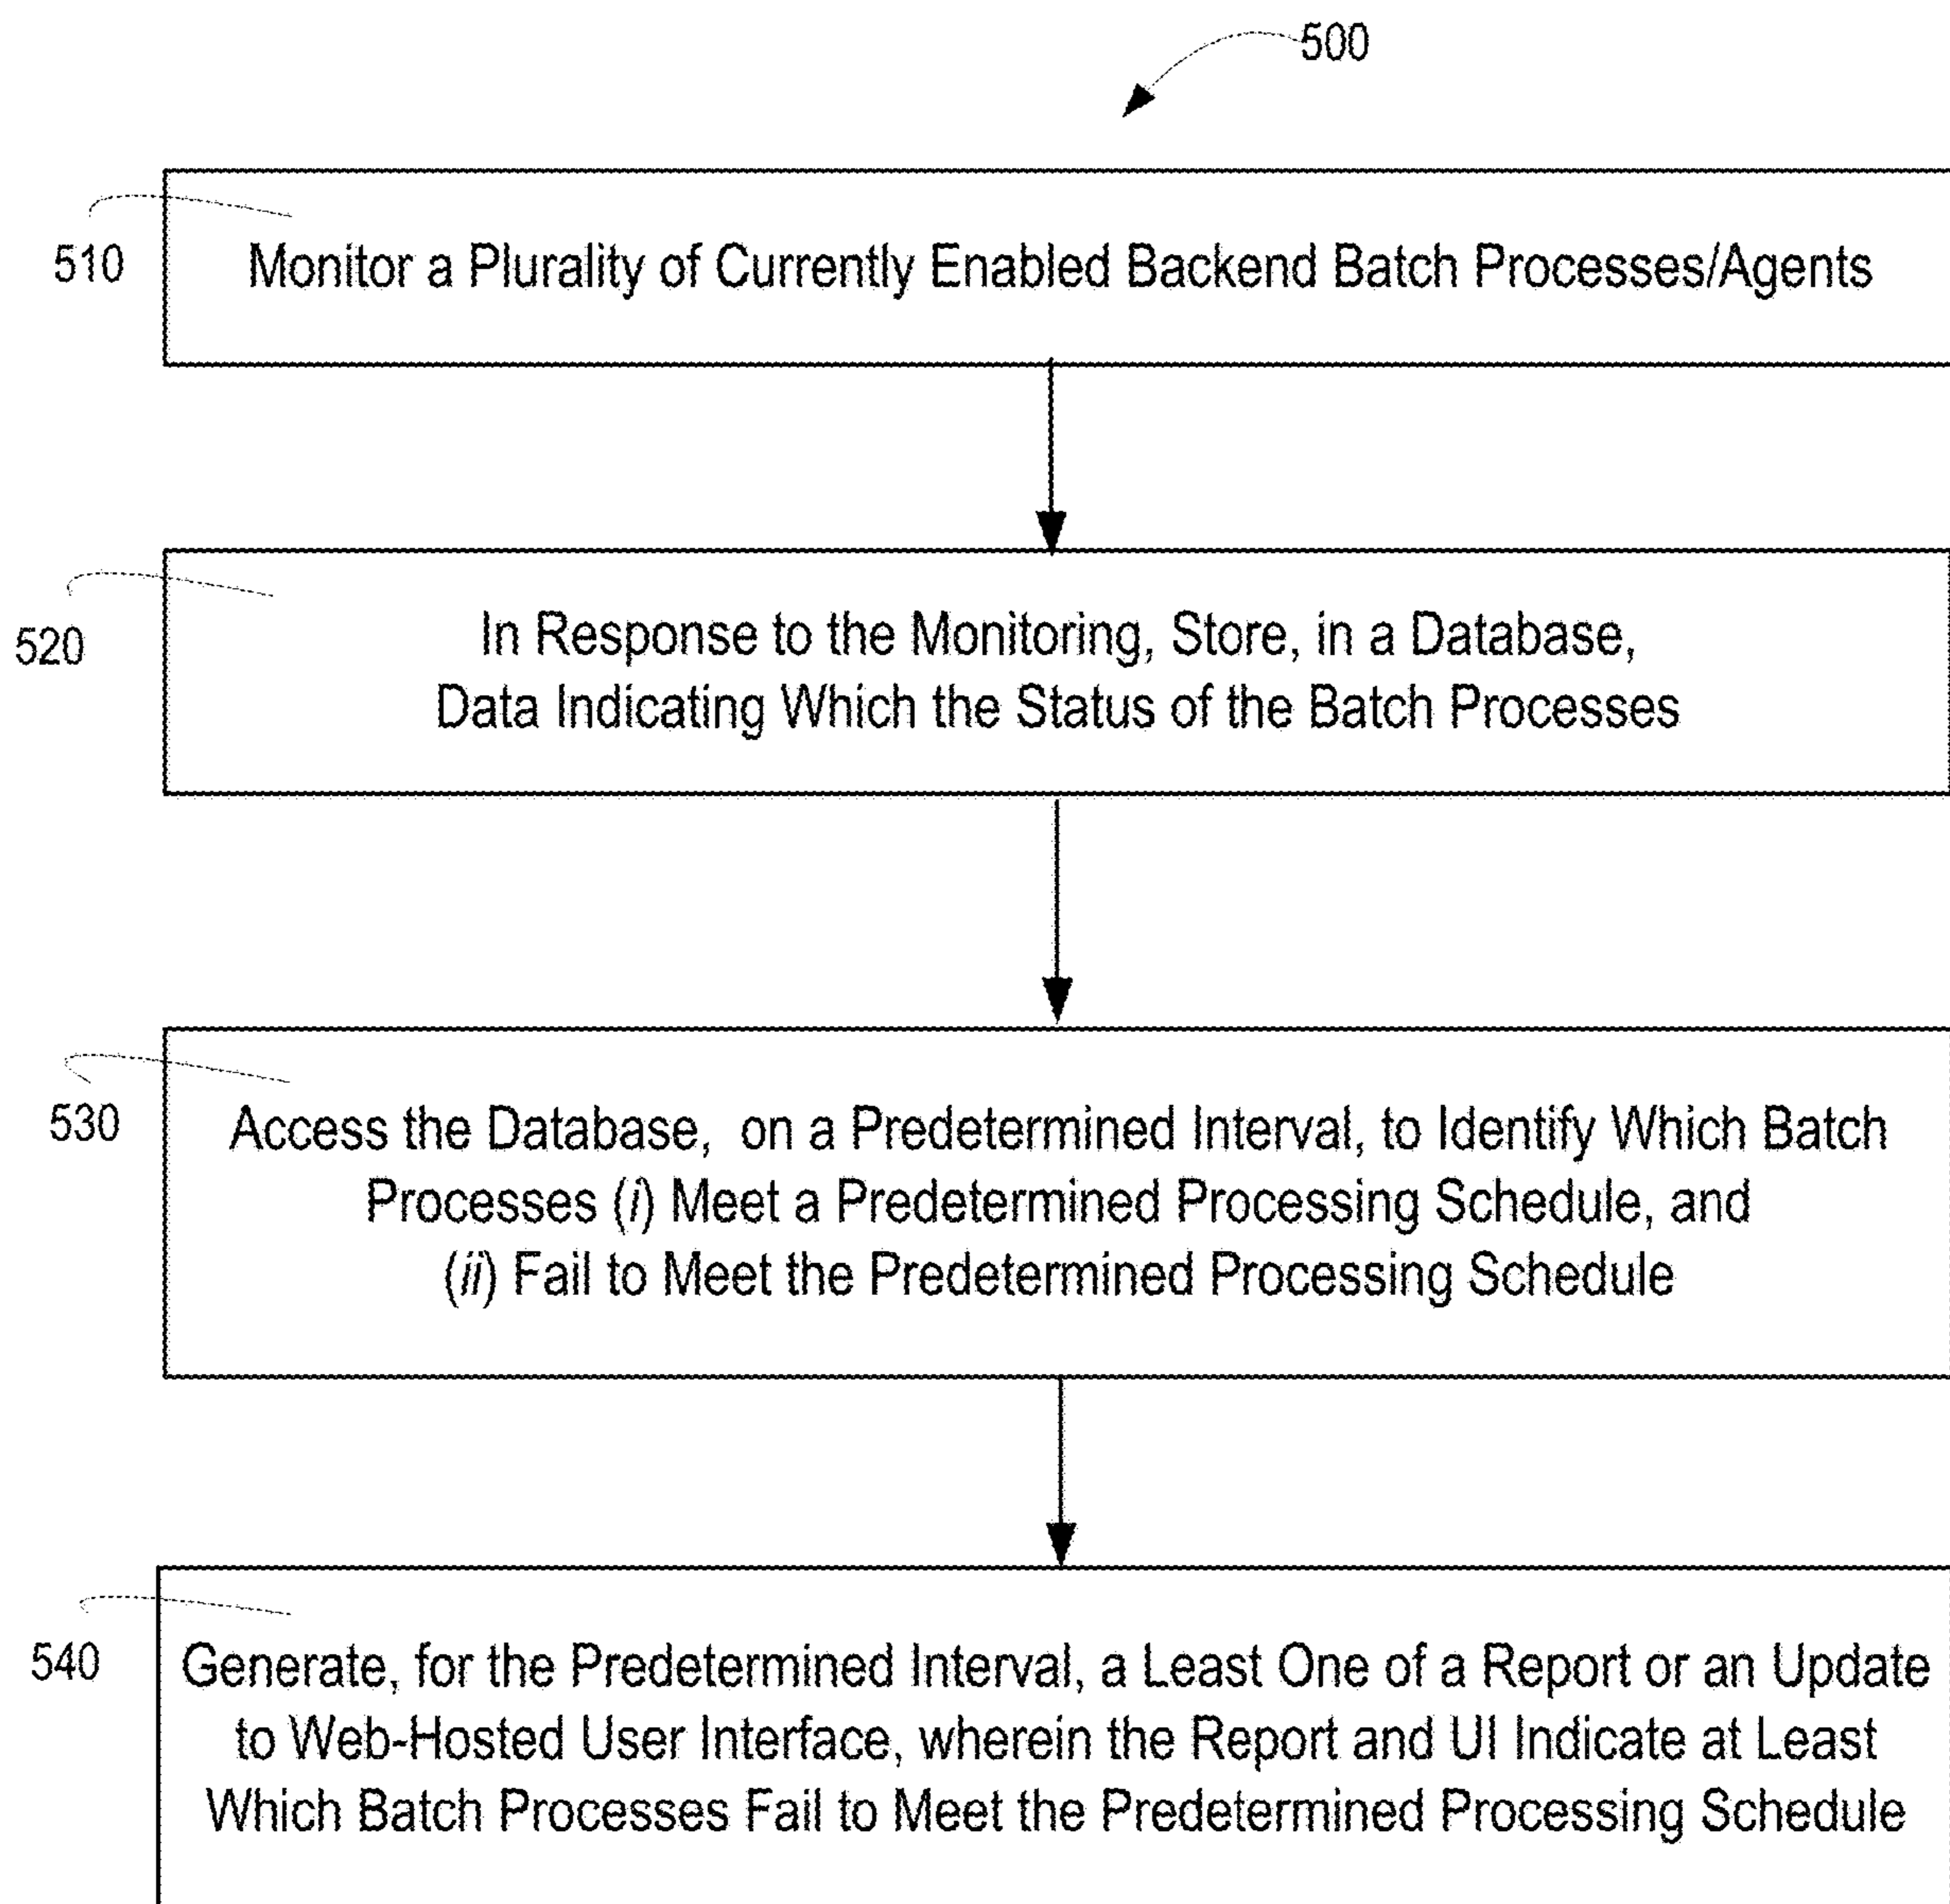 500
510
Monitor a Plurality of Currently Enabled Backend Batch Processes/Agents
520
In Response to the Monitoring, Store, in a Database,
Data Indicating Which the Status of the Batch Processes
530
Access the Database, on a Predetermined Interval, to Identify Which Batch
Processes (i) Meet a Predetermined Processing Schedule, and
(ii) Fail to Meet the Predetermined Processing Schedule
540
Generate, for the Predetermined Interval, a Least One of a Report or an Update
to Web-Hosted User Interface, wherein the Report and UI Indicate at Least
Which Batch Processes Fail to Meet the Predetermined Processing Schedule